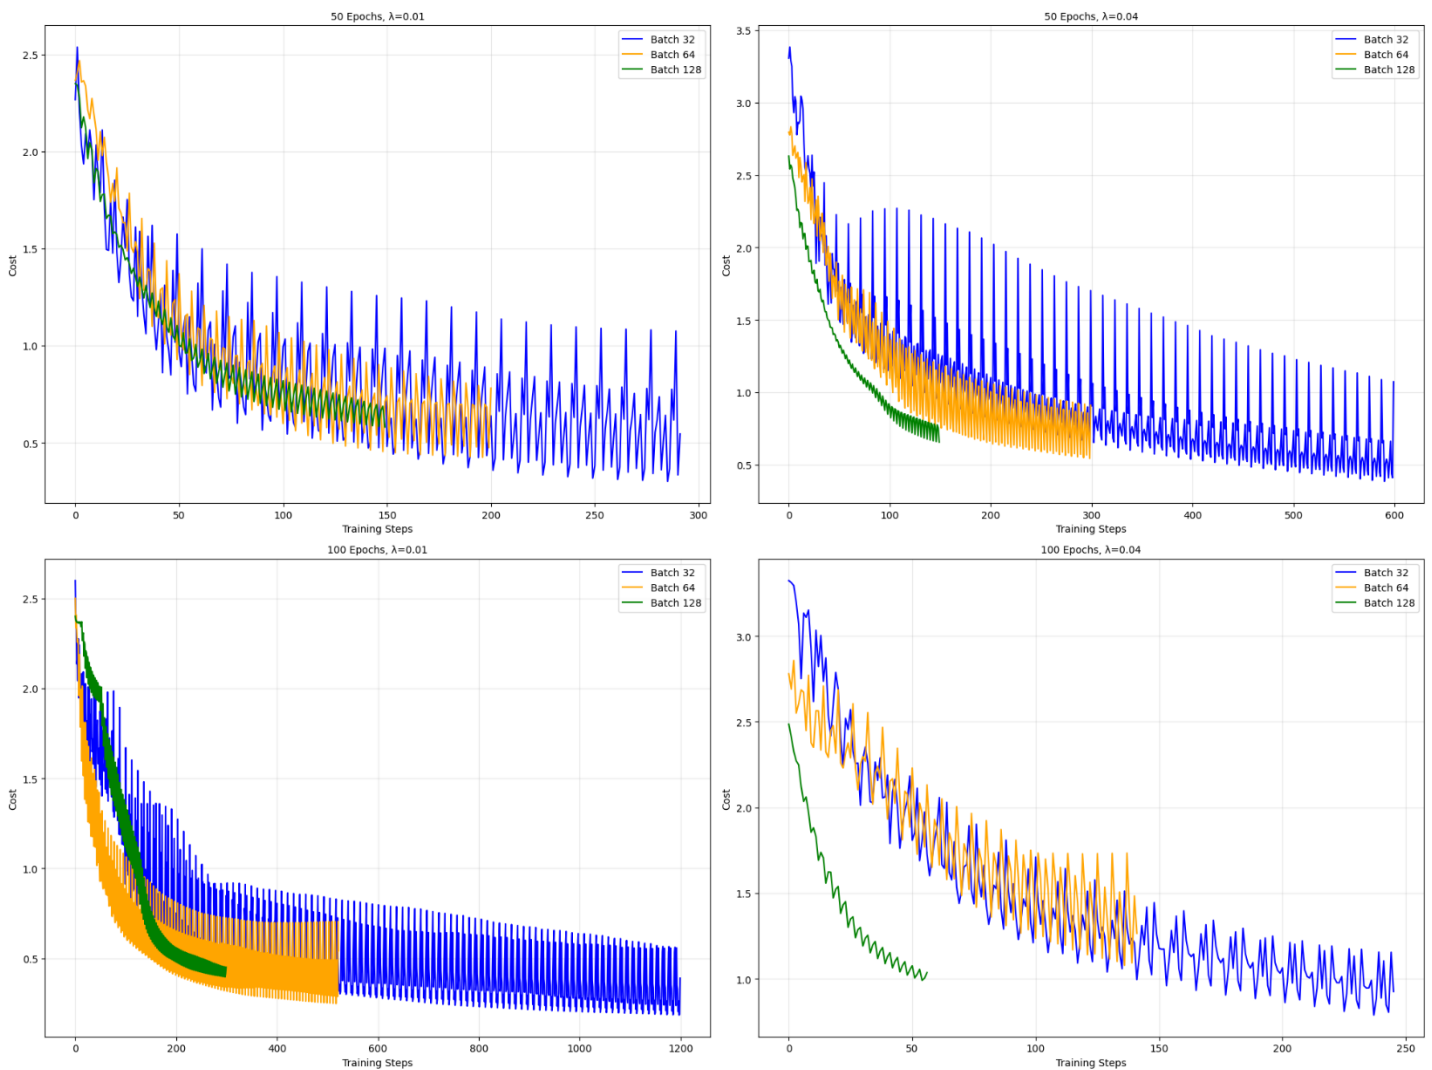 50 Epochs, λ=0.01
Cost
2.5
2.0
1.5
1.0
0.5
Batch 32
Batch 64
Batch 128
0 50 100 150 200 250 300
Training Steps
50 Epochs, λ=0.04
Cost
3.5
3.0
2.5
2.0
1.5
1.0
0.5
Batch 32
Batch 64
Batch 128
0 100 200 300 400 500 600
Training Steps
100 Epochs, λ=0.01
Cost
2.5
2.0
1.5
1.0
0.5
Batch 32
Batch 64
Batch 128
0 200 400 600 800 1000 1200
Training Steps
100 Epochs, λ=0.04
Cost
3.0
2.5
2.0
1.5
1.0
Batch 32
Batch 64
Batch 128
0 50 100 150 200 250
Training Steps